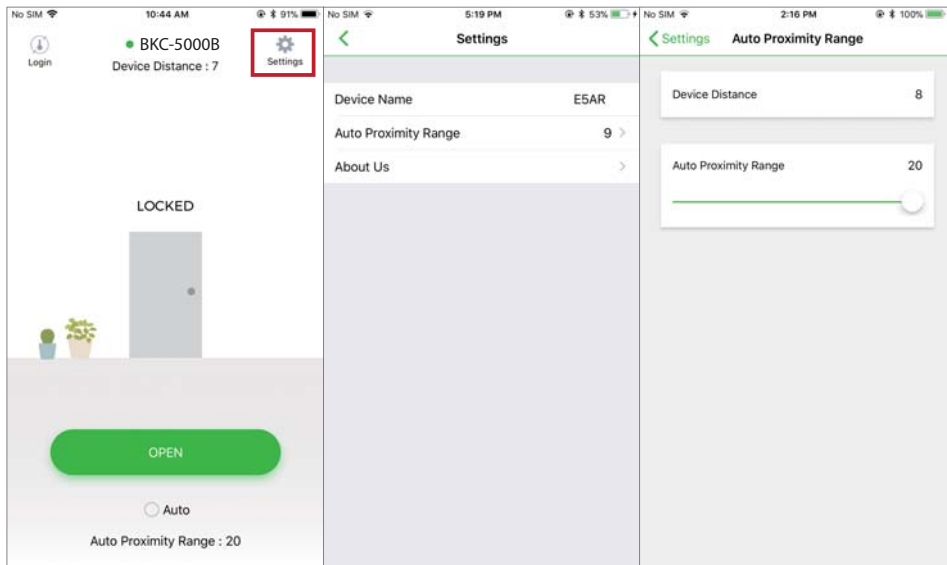 No SIM 10:44 AM 91%
Login
BKC-5000B
Settings
Device Distance : 7
LOCKED
OPEN
Auto
Auto Proximity Range : 20
No SIM 5:19 PM 53%
Settings
Device Name E5AR
Auto Proximity Range 9
About Us
No SIM 2:16 PM 100%
Settings Auto Proximity Range
Device Distance 8
Auto Proximity Range 20